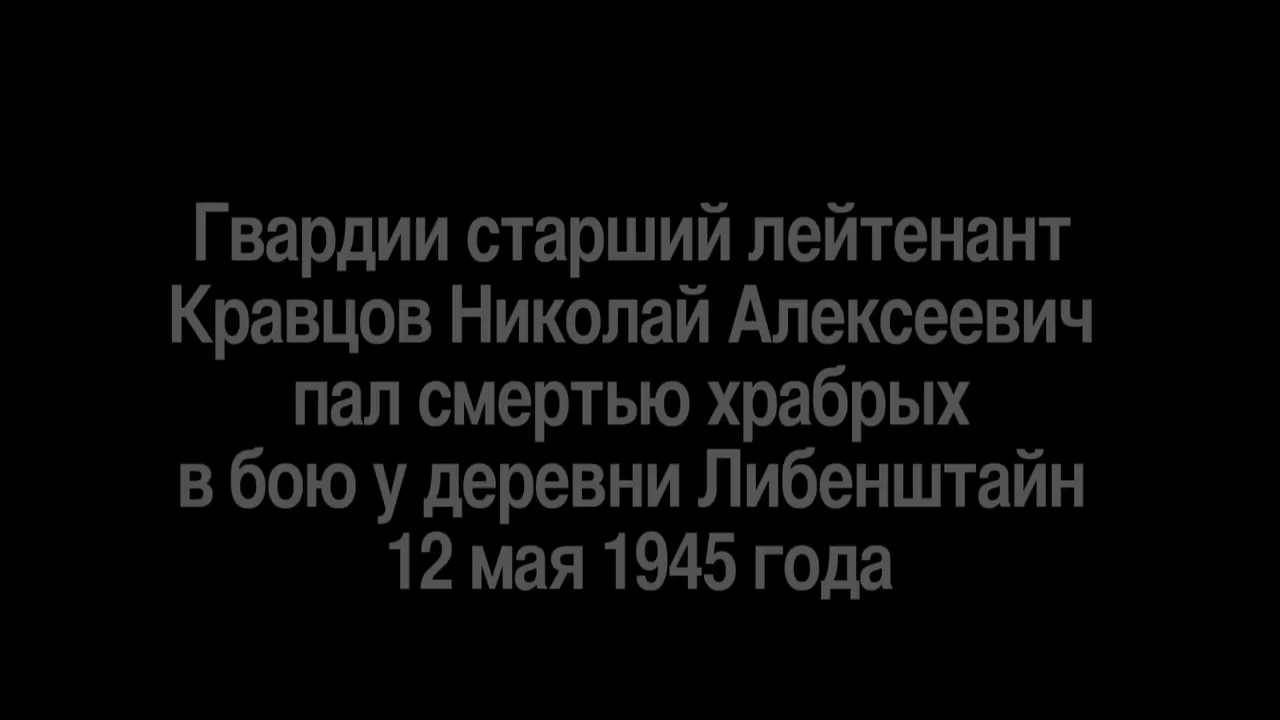 Гвардии старший лейтенант
Кравцов Николай Алексеевич
пал смертью храбрых
в бою у деревни Либенштайн
12 мая 1945 года